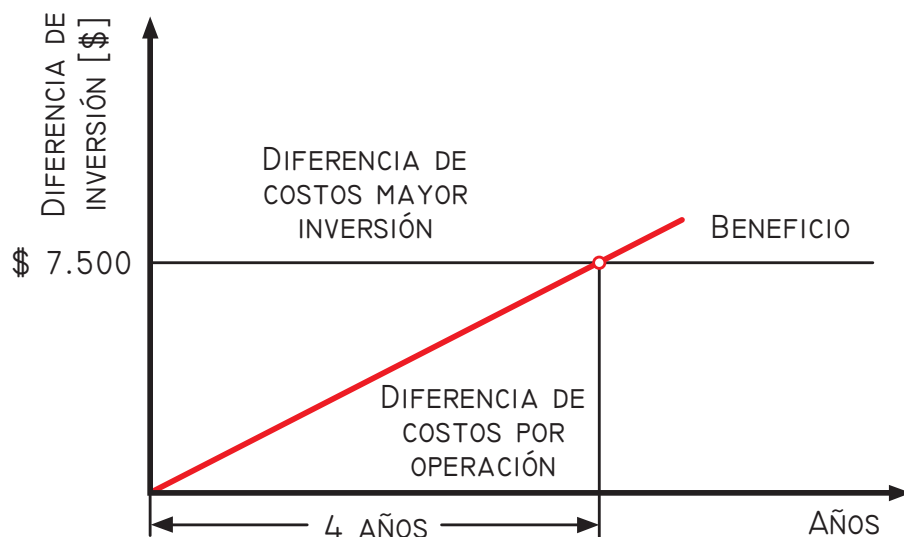 DIFERENCIA DE
INVERSIÓN [$]
DIFERENCIA DE
COSTOS MAYOR
INVERSIÓN
BENEFICIO
$ 7.500
DIFERENCIA DE
COSTOS POR
OPERACIÓN
4 AÑOS
AÑOS